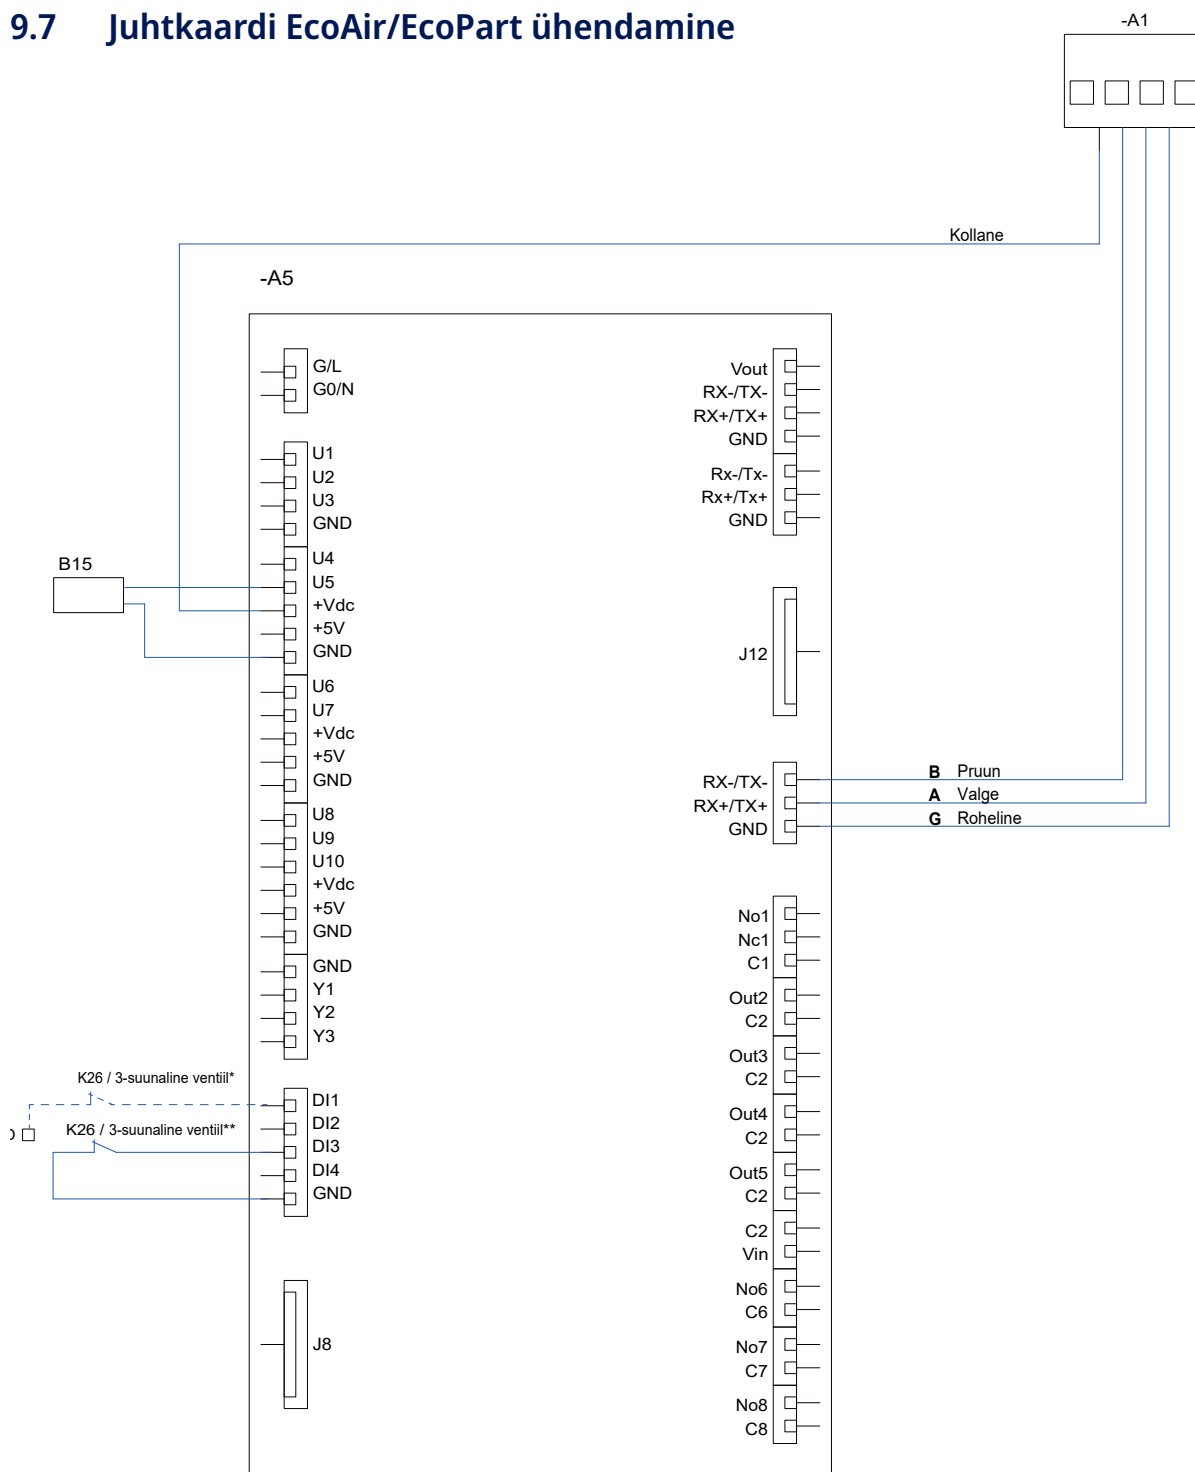 9.7 Juhtkaardi EcoAir/EcoPart ühendamine
-A1
Kollane
-A5
G/L
G0/N
U1
U2
U3
GND
U4
U5
+Vdc
+5V
GND
U6
U7
+Vdc
+5V
GND
U8
U9
U10
+Vdc
+5V
GND
GND
Y1
Y2
Y3
DI1
DI2
DI3
DI4
GND
J8
B15
K26 / 3-suunaline ventiil*
K26 / 3-suunaline ventiil**
Vout
RX-/TX-
RX+/TX+
GND
Rx-/Tx-
Rx+/Tx+
GND
J12
RX-/TX-
RX+/TX+
GND
B Pruun
A Valge
G Roheline
No1
Nc1
C1
Out2
C2
Out3
C2
Out4
C2
Out5
C2
C2
Vin
No6
C6
No7
C7
No8
C8